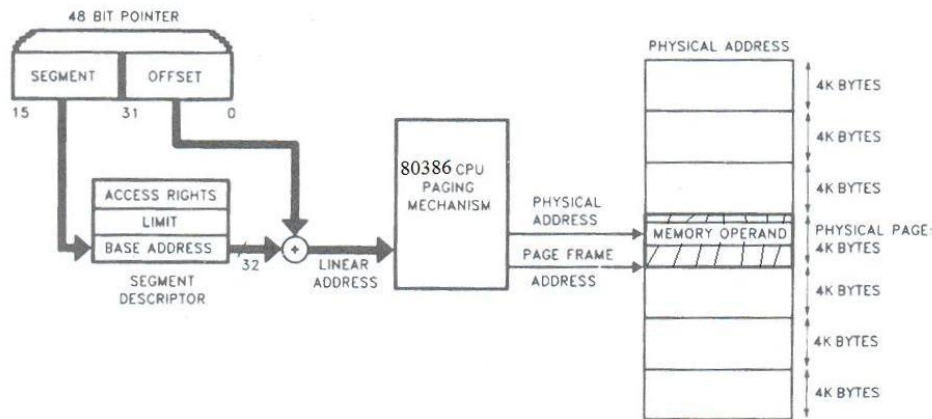 48 BIT POINTER
SEGMENT
OFFSET
15
31
0
ACCESS RIGHTS
LIMIT
BASE ADDRESS
SEGMENT
DESCRIPTOR
32
+
LINEAR
ADDRESS
80386 CPU
PAGING
MECHANISM
PHYSICAL
ADDRESS
PAGE FRAME
ADDRESS
PHYSICAL ADDRESS
4K BYTES
4K BYTES
4K BYTES
MEMORY OPERAND
PHYSICAL PAGE:
4K BYTES
4K BYTES
4K BYTES
4K BYTES